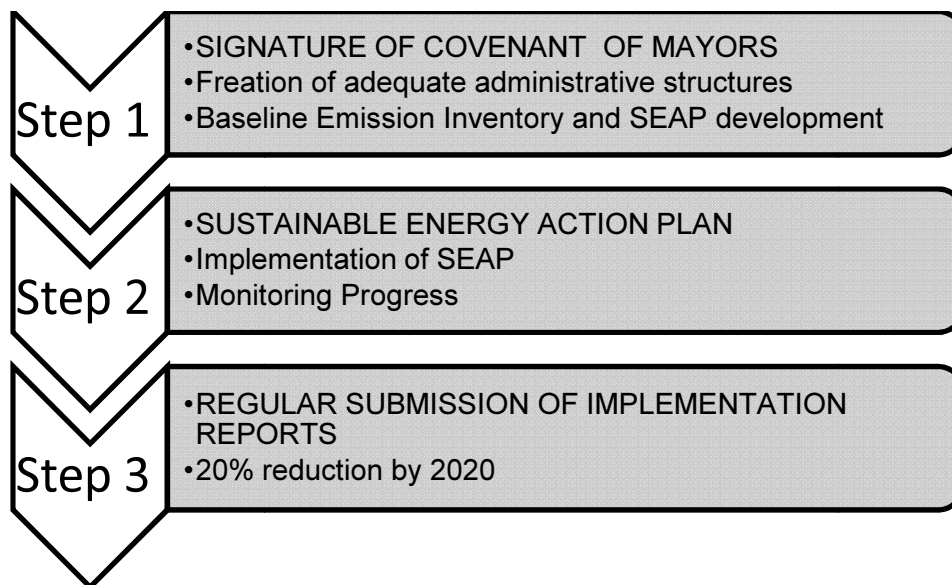 Step 1
•SIGNATURE OF COVENANT OF MAYORS
•Freation of adequate administrative structures
•Baseline Emission Inventory and SEAP development
Step 2
•SUSTAINABLE ENERGY ACTION PLAN
•Implementation of SEAP
•Monitoring Progress
Step 3
•REGULAR SUBMISSION OF IMPLEMENTATION
REPORTS
•20% reduction by 2020